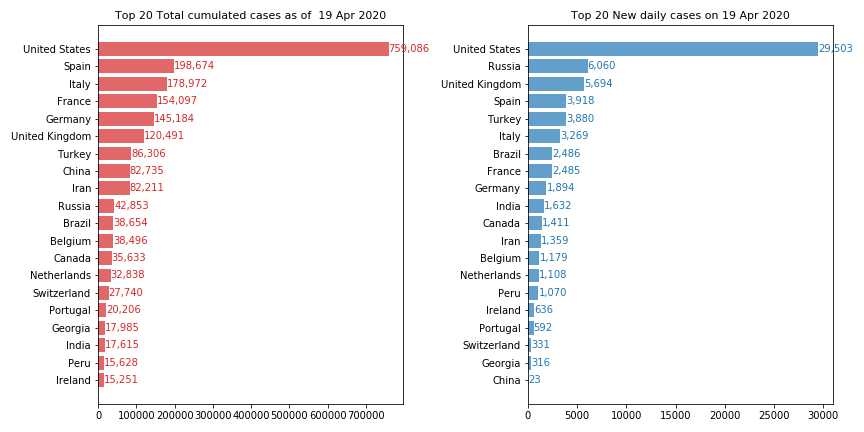 Top 20 Total cumulated cases as of  19 Apr 2020
United States 759,086
Spain 198,674
Italy 178,972
France 154,097
Germany 145,184
United Kingdom 120,491
Turkey 86,306
China 82,735
Iran 82,211
Russia 42,853
Brazil 38,654
Belgium 38,496
Canada 35,633
Netherlands 32,838
Switzerland 27,740
Portugal 20,206
Georgia 17,985
India 17,615
Peru 15,628
Ireland 15,251
0 100000 200000 300000 400000 500000 600000 700000
Top 20 New daily cases on 19 Apr 2020
United States 29,503
Russia 6,060
United Kingdom 5,694
Spain 3,918
Turkey 3,880
Italy 3,269
Brazil 2,486
France 2,485
Germany 1,894
India 1,632
Canada 1,411
Iran 1,359
Belgium 1,179
Netherlands 1,108
Peru 1,070
Ireland 636
Portugal 592
Switzerland 331
Georgia 316
China 23
0 5000 10000 15000 20000 25000 30000